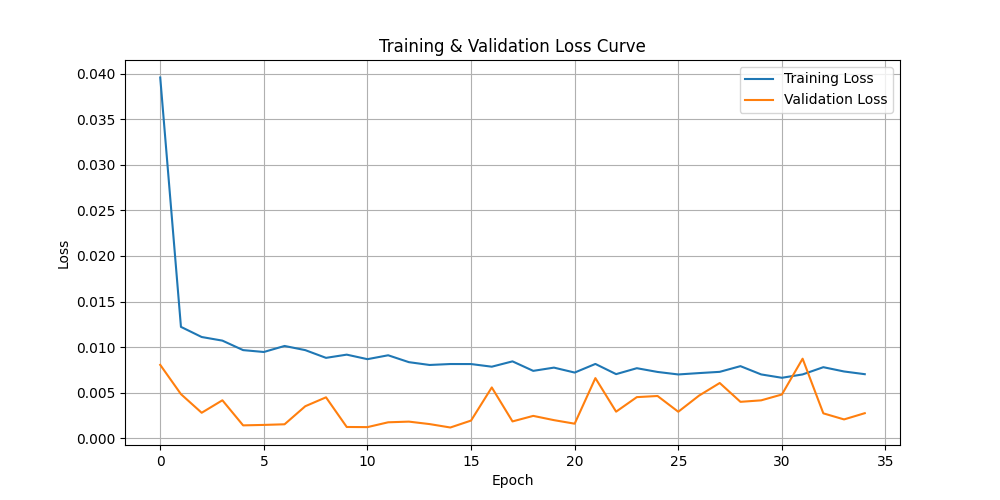 Training & Validation Loss Curve
Training Loss
Validation Loss
0.040
0.035
0.030
0.025
0.020
0.015
0.010
0.005
0.000
Loss
0 5 10 15 20 25 30 35
Epoch